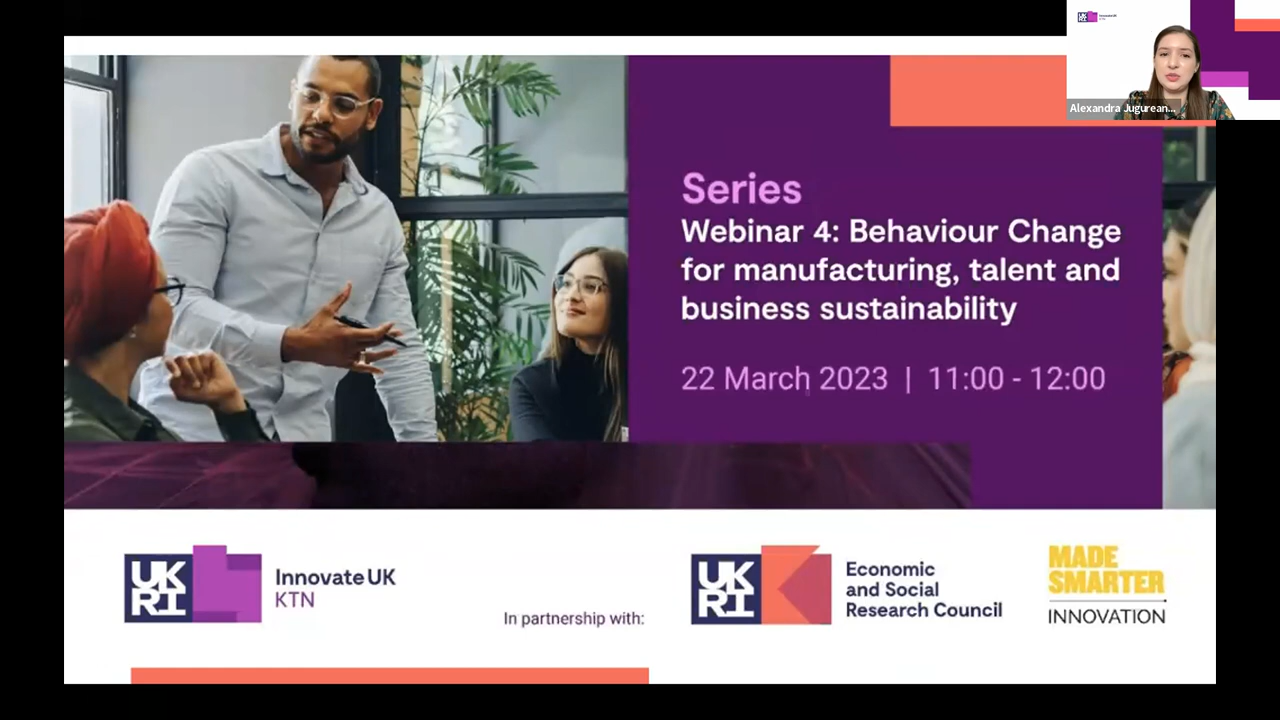 Alexandra Jugurean...
Series
Webinar 4: Behaviour Change
for manufacturing, talent and
business sustainability
22 March 2023 | 11:00 - 12:00
UK
RI
Innovate UK
KTN
In partnership with:
UK
RI
Economic
and Social
Research Council
MADE
SMARTER
INNOVATION